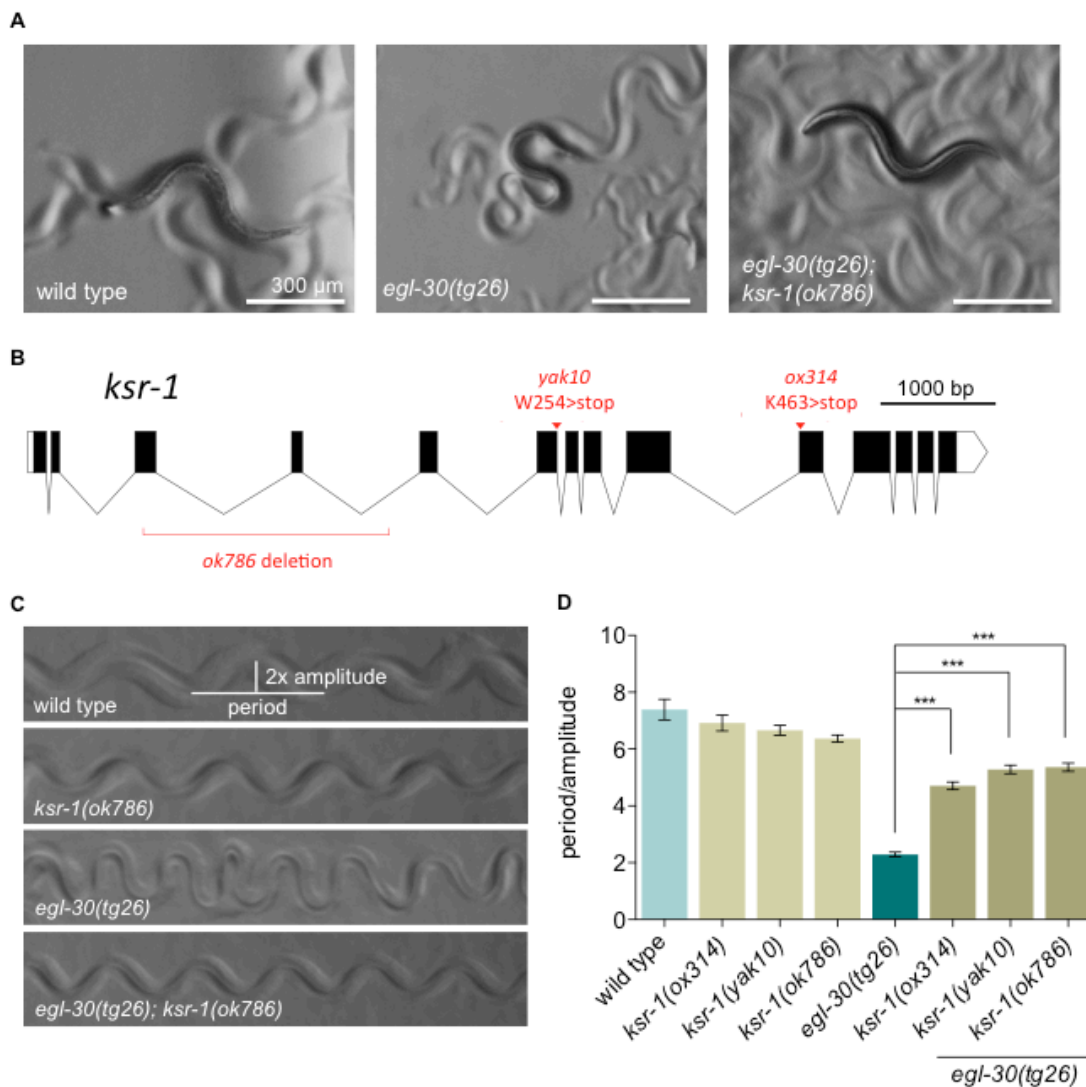 A
wild type
300 µm
egl-30(tg26)
egl-30(tg26);
ksr-1(ok786)
B
ksr-1
yak10
W254>stop
ox314
K463>stop
1000 bp
ok786 deletion
C
2x amplitude
period
wild type
ksr-1(ok786)
egl-30(tg26)
egl-30(tg26); ksr-1(ok786)
D
period/amplitude
10
8
6
4
2
0
***
***
***
wild type
ksr-1(ox314)
ksr-1(yak10)
ksr-1(ok786)
egl-30(tg26)
ksr-1(ox314)
ksr-1(yak10)
ksr-1(ok786)
egl-30(tg26)